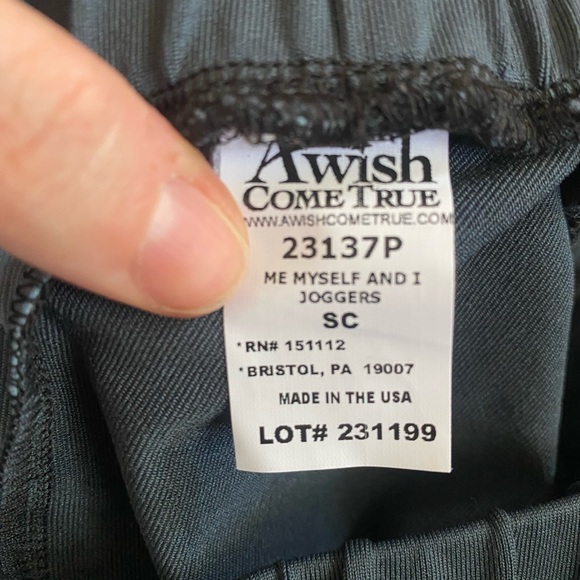 A wish
COME TRUE
WWW.AWISHCOMETRUE.COM
23137P
ME MYSELF AND I
JOGGERS
SC
*RN# 151112
*BRISTOL, PA 19007
MADE IN THE USA
LOT# 231199